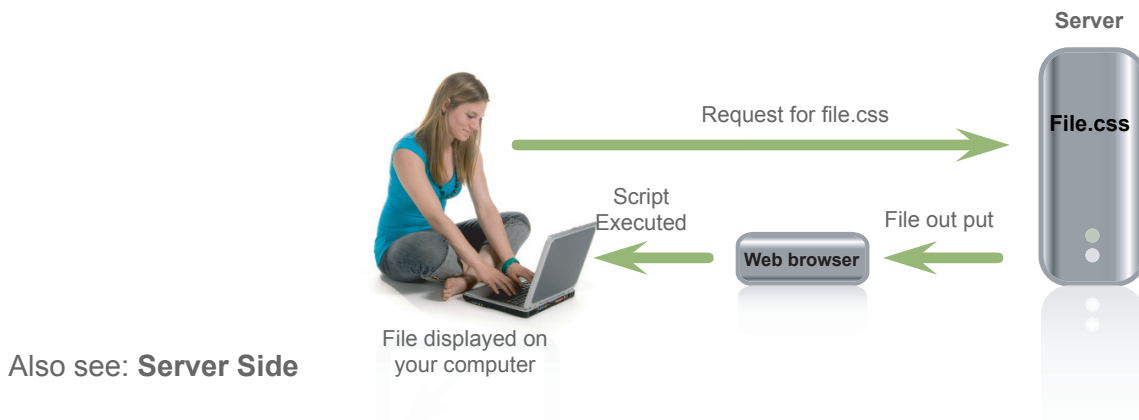 Server
Request for file.css
File.css
Script
Executed
File out put
Web browser
File displayed on
your computer
Also see: Server Side